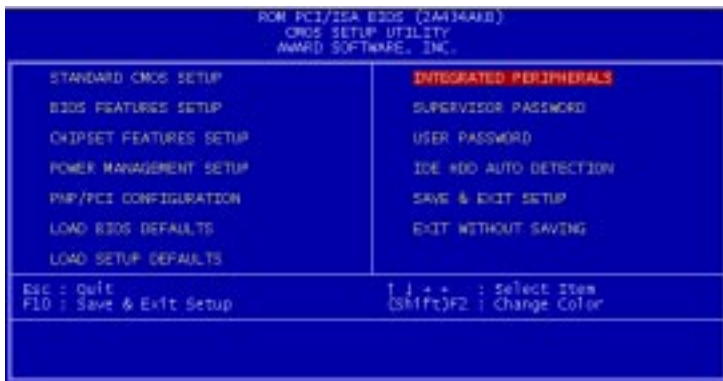 ROM PCI/ISA BIOS (2A434AKB)
CMOS SETUP UTILITY
AWARD SOFTWARE, INC.
STANDARD CMOS SETUP
BIOS FEATURES SETUP
CHIPSET FEATURES SETUP
POWER MANAGEMENT SETUP
PNP/PCI CONFIGURATION
LOAD BIOS DEFAULTS
LOAD SETUP DEFAULTS
INTEGRATED PERIPHERALS
SUPERVISOR PASSWORD
USER PASSWORD
IDE HDD AUTO DETECTION
SAVE & EXIT SETUP
EXIT WITHOUT SAVING
Esc : Quit
F10 : Save & Exit Setup
↑ ↓ → ← : Select Item
(Shift)F2 : Change Color